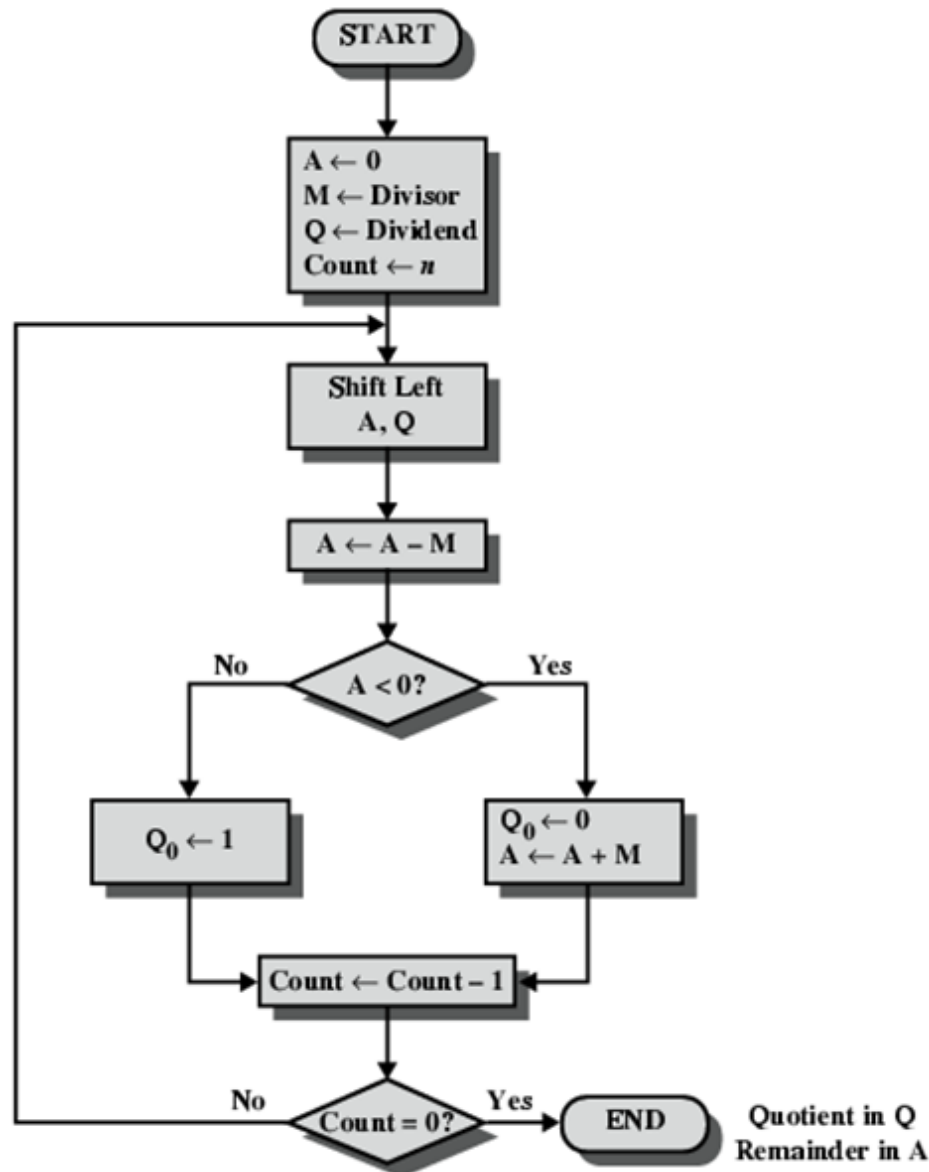 START
A ← 0
M ← Divisor
Q ← Dividend
Count ← n
Shift Left
A, Q
A ← A – M
A < 0?
No
Yes
Q₀ ← 1
Q₀ ← 0
A ← A + M
Count ← Count – 1
Count = 0?
No
Yes
END
Quotient in Q
Remainder in A